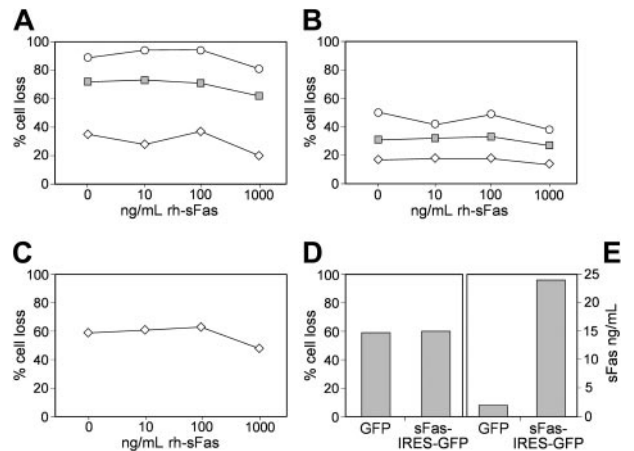 A
B
100
80
60
40
20
0
% cell loss
0 10 100 1000
ng/mL rh-sFas
100
80
60
40
20
0
% cell loss
0 10 100 1000
ng/mL rh-sFas
C
D
E
100
80
60
40
20
0
% cell loss
0 10 100 1000
ng/mL rh-sFas
100
80
60
40
20
0
% cell loss
GFP sFas-
IRES-GFP
GFP sFas-
IRES-GFP
25
20
15
10
5
0
sFas ng/mL